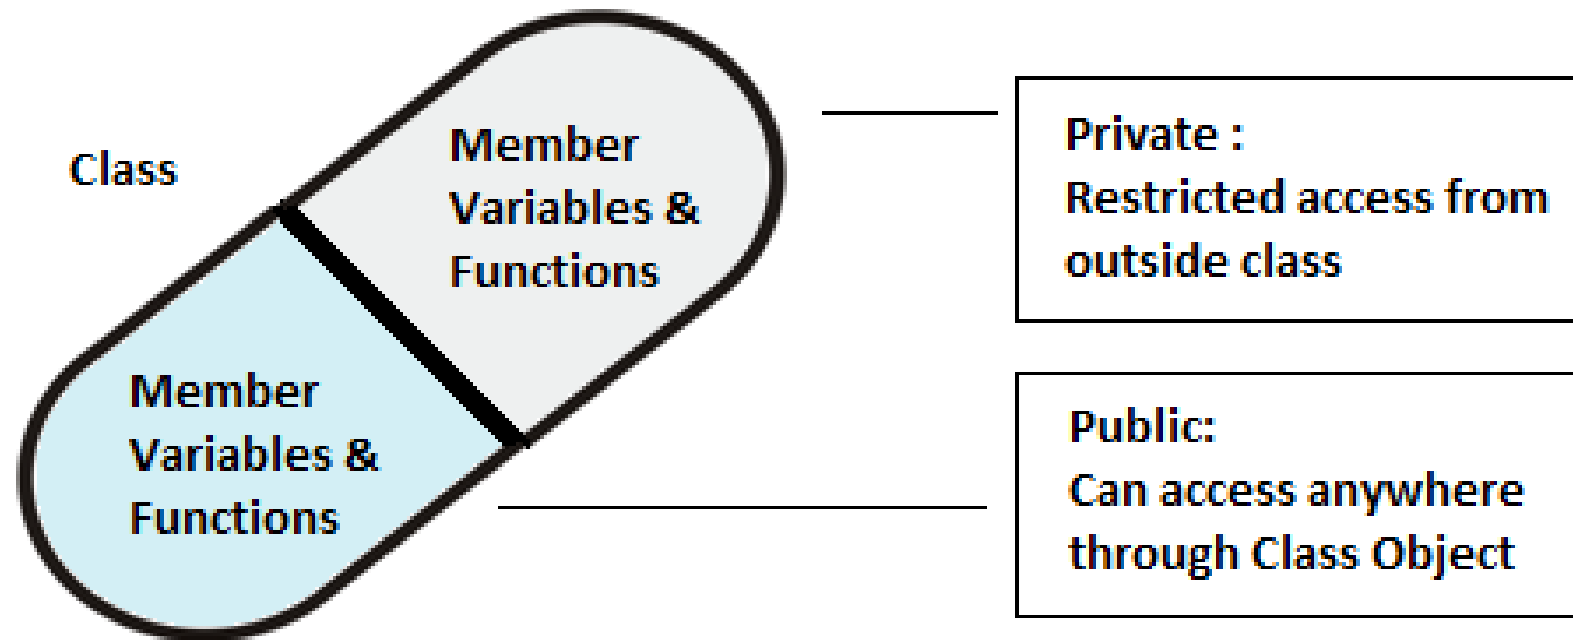 Class
Member
Variables &
Functions
Member
Variables &
Functions
Private :
Restricted access from
outside class
Public:
Can access anywhere
through Class Object